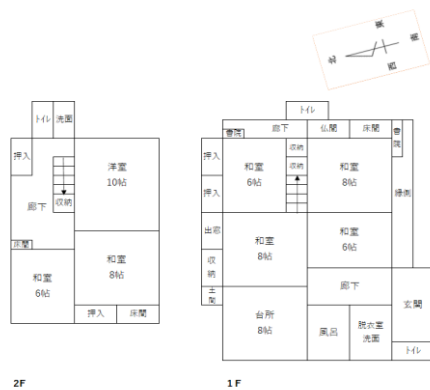 東
南
北
西
トイレ
洗面
押入
洋室
10帖
廊下
収納
床間
和室
6帖
和室
8帖
押入
床間
2F
トイレ
書院
廊下
仏間
床間
書院
押入
和室
6帖
収納
収納
和室
8帖
押入
縁側
出窓
和室
8帖
和室
6帖
収納
土間
廊下
台所
8帖
風呂
脱衣室
洗面
玄関
トイレ
1F